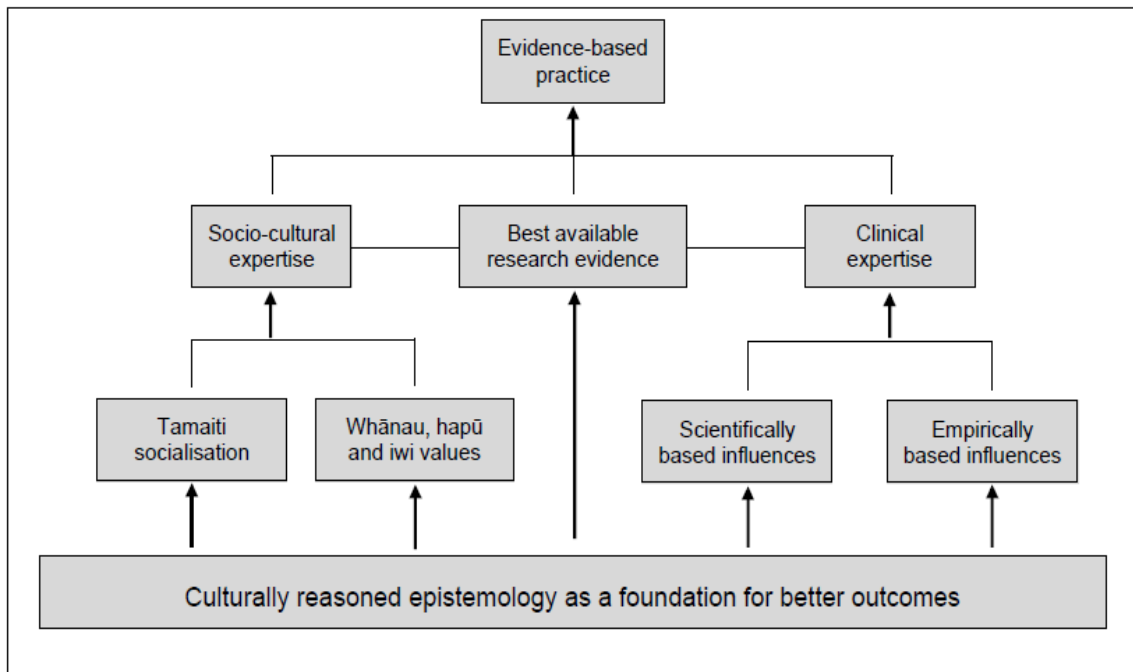 Evidence-based
practice
Socio-cultural
expertise
Best available
research evidence
Clinical
expertise
Tamaiti
socialisation
Whānau, hapū
and iwi values
Scientifically
based influences
Empirically
based influences
Culturally reasoned epistemology as a foundation for better outcomes